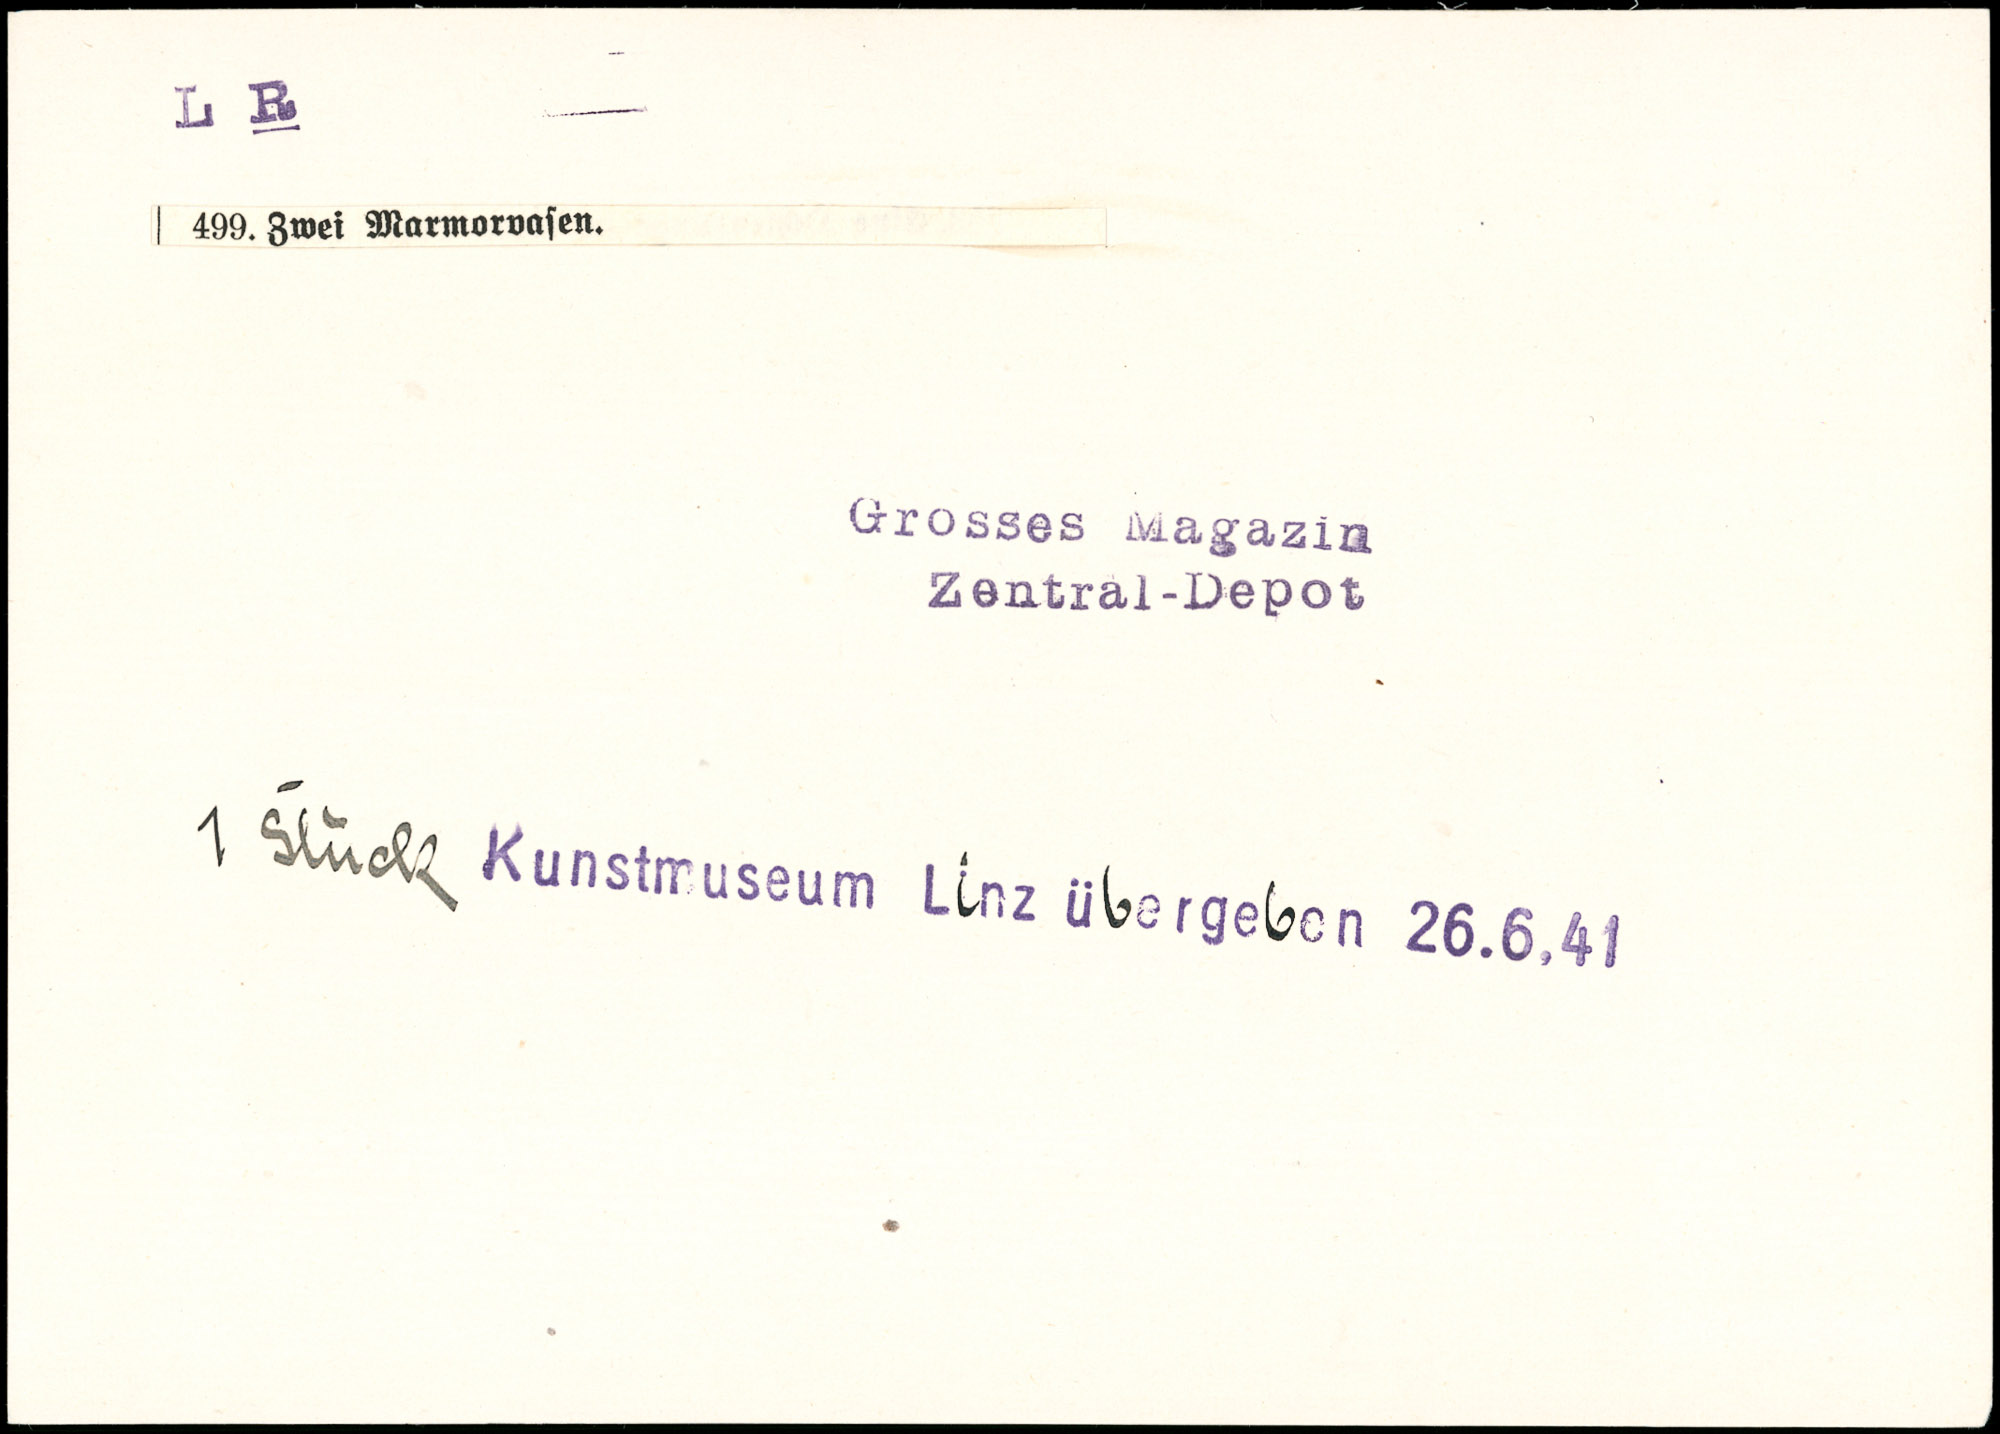 L R
499. Zwei Marmorvasen.
Grosses Magazin
Zentral-Depot
1 Stück Kunstmuseum Linz übergeben 26.6.41